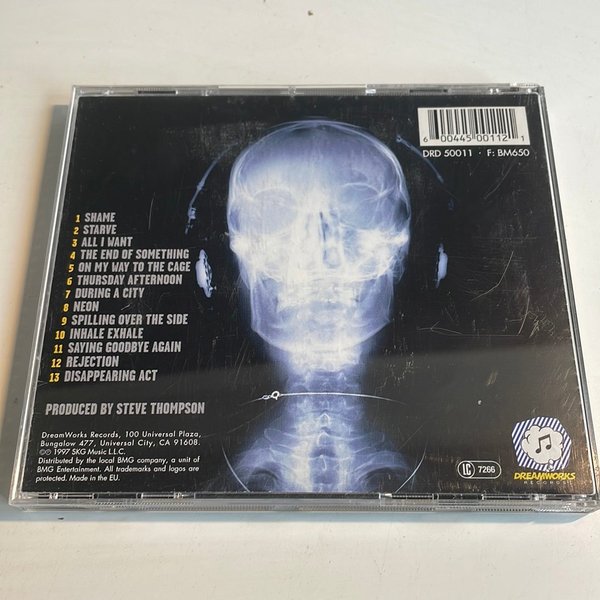 6 00445 00112 1
DRD 50011 · F: BM650
1 SHAME
2 STARVE
3 ALL I WANT
4 THE END OF SOMETHING
5 ON MY WAY TO THE CAGE
6 THURSDAY AFTERNOON
7 DURING A CITY
8 NEON
9 SPILLING OVER THE SIDE
10 INHALE EXHALE
11 SAYING GOODBYE AGAIN
12 REJECTION
13 DISAPPEARING ACT
PRODUCED BY STEVE THOMPSON
DreamWorks Records, 100 Universal Plaza,
Bungalow 477, Universal City, CA 91608.
©℗ 1997 SKG Music L.L.C.
Distributed by the local BMG company, a unit of
BMG Entertainment. All trademarks and logos are
protected. Made in the EU.
LC 7266
DREAMWORKS
RECORDS